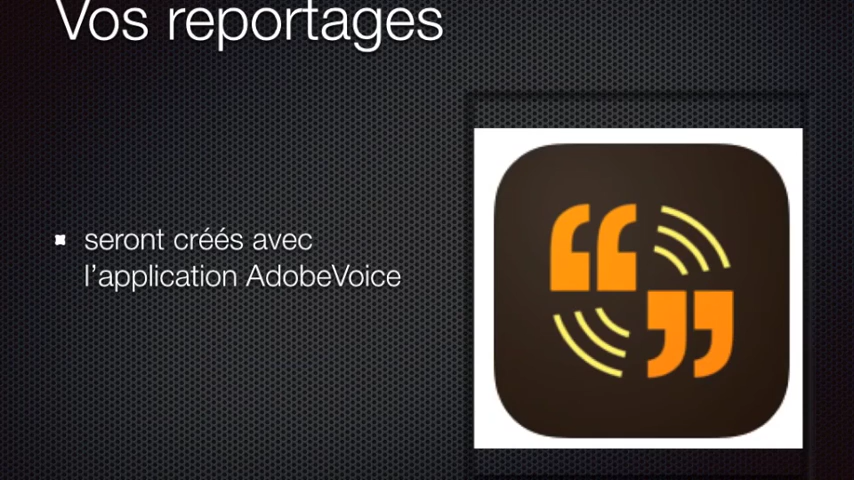 Vos reportages
seront créés avec
l’application AdobeVoice